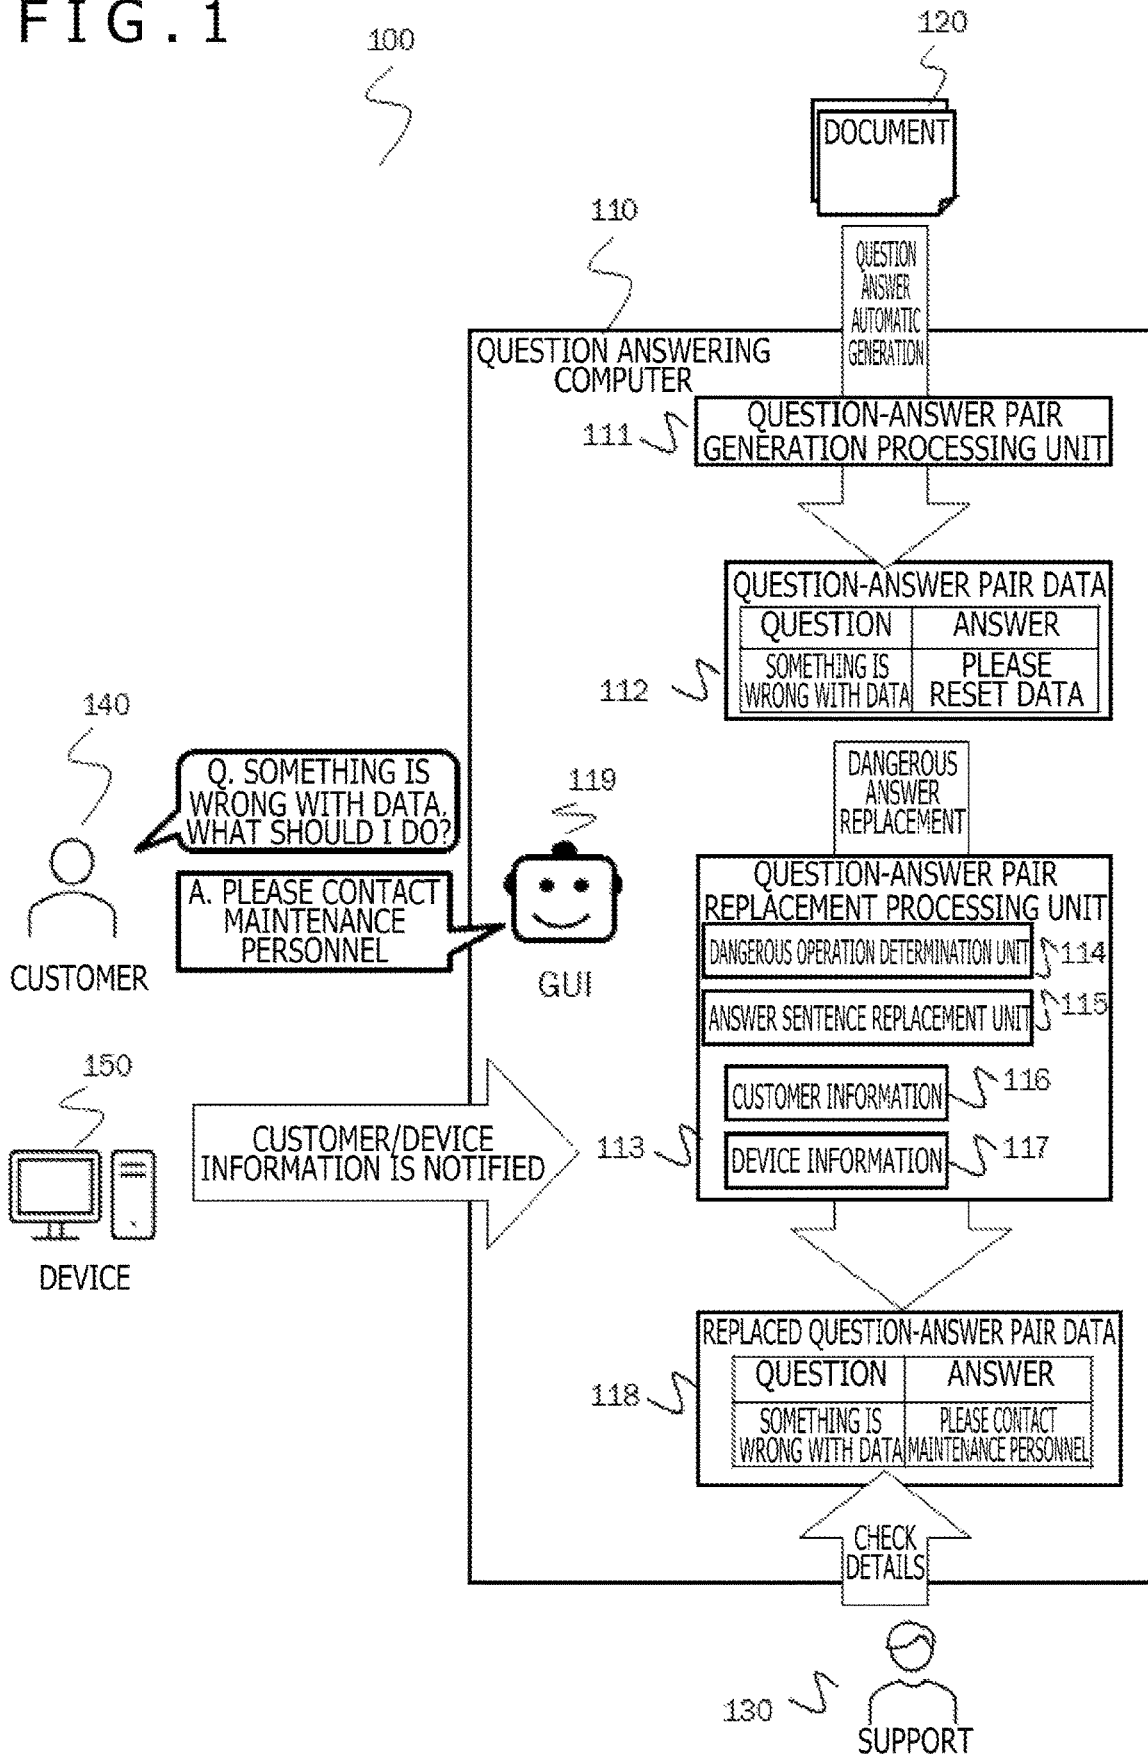 FIG.1
100
120
DOCUMENT
110
QUESTION
ANSWER
AUTOMATIC
GENERATION
QUESTION ANSWERING
COMPUTER
111
QUESTION-ANSWER PAIR
GENERATION PROCESSING UNIT
QUESTION-ANSWER PAIR DATA
QUESTION ANSWER
SOMETHING IS
WRONG WITH DATA
PLEASE
RESET DATA
112
140
Q. SOMETHING IS
WRONG WITH DATA.
WHAT SHOULD I DO?
119
DANGEROUS
ANSWER
REPLACEMENT
A. PLEASE CONTACT
MAINTENANCE
PERSONNEL
CUSTOMER
GUI
QUESTION-ANSWER PAIR
REPLACEMENT PROCESSING UNIT
DANGEROUS OPERATION DETERMINATION UNIT
114
ANSWER SENTENCE REPLACEMENT UNIT
115
CUSTOMER INFORMATION
116
113
DEVICE INFORMATION
117
150
CUSTOMER/DEVICE
INFORMATION IS NOTIFIED
DEVICE
REPLACED QUESTION-ANSWER PAIR DATA
QUESTION ANSWER
118
SOMETHING IS
WRONG WITH DATA
PLEASE CONTACT
MAINTENANCE PERSONNEL
CHECK
DETAILS
130
SUPPORT